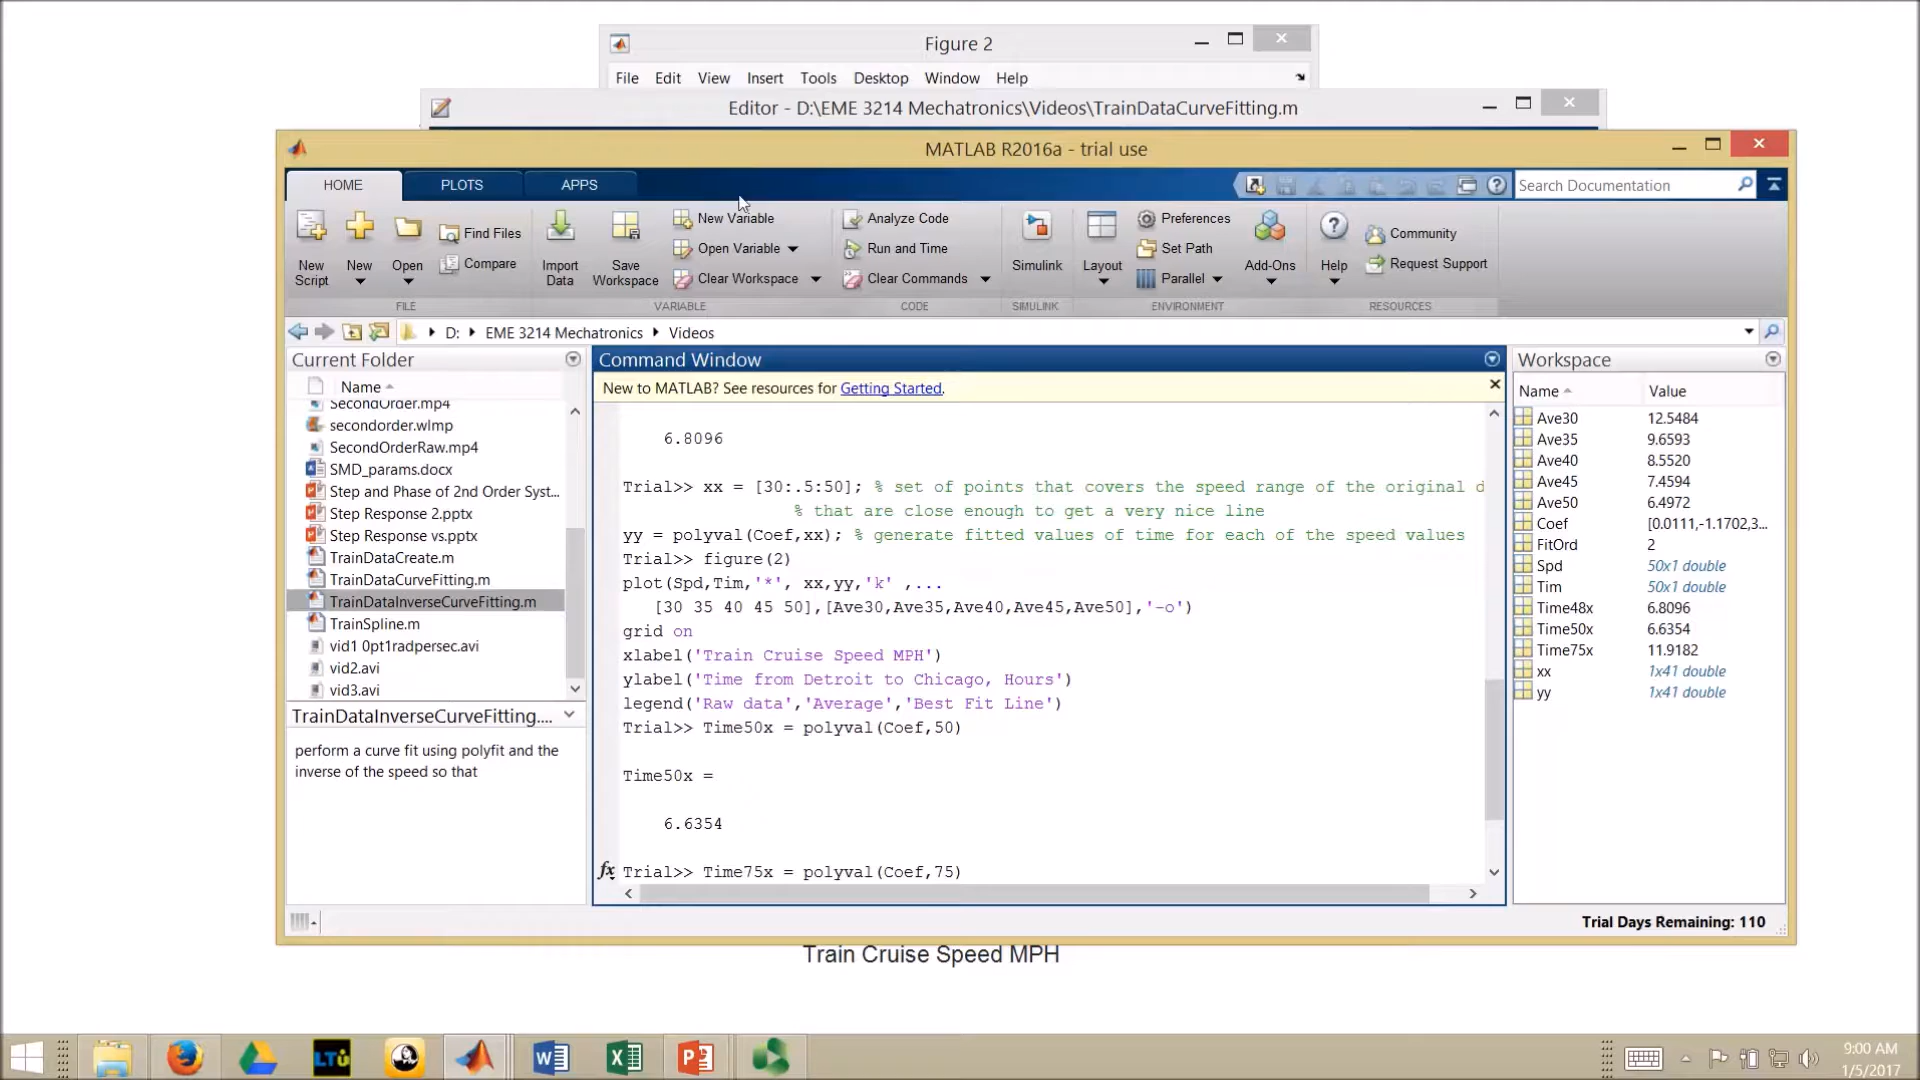 Figure 2
File Edit View Insert Tools Desktop Window Help
Editor - D:\EME 3214 Mechatronics\Videos\TrainDataCurveFitting.m
MATLAB R2016a - trial use
HOME PLOTS APPS
Search Documentation
New Script
New
Open
Find Files
Compare
FILE
Import Data
Save Workspace
New Variable
Open Variable
Clear Workspace
VARIABLE
Analyze Code
Run and Time
Clear Commands
CODE
Simulink
SIMULINK
Layout
Preferences
Set Path
Parallel
ENVIRONMENT
Add-Ons
Help
Community
Request Support
RESOURCES
D: EME 3214 Mechatronics Videos
Current Folder
Name
SecondOrder.mp4
secondorder.wlmp
SecondOrderRaw.mp4
SMD_params.docx
Step and Phase of 2nd Order Syst...
Step Response 2.pptx
Step Response vs.pptx
TrainDataCreate.m
TrainDataCurveFitting.m
TrainDataInverseCurveFitting.m
TrainSpline.m
vid1 0pt1radpersec.avi
vid2.avi
vid3.avi
TrainDataInverseCurveFitting....
perform a curve fit using polyfit and the
inverse of the speed so that
Command Window
New to MATLAB? See resources for Getting Started.
6.8096
Trial>> xx = [30:.5:50]; % set of points that covers the speed range of the original d
% that are close enough to get a very nice line
yy = polyval(Coef,xx); % generate fitted values of time for each of the speed values
Trial>> figure(2)
plot(Spd,Tim,'*', xx,yy,'k' ,...
[30 35 40 45 50],[Ave30,Ave35,Ave40,Ave45,Ave50],'-o')
grid on
xlabel('Train Cruise Speed MPH')
ylabel('Time from Detroit to Chicago, Hours')
legend('Raw data','Average','Best Fit Line')
Trial>> Time50x = polyval(Coef,50)
Time50x =
6.6354
fx Trial>> Time75x = polyval(Coef,75)
Workspace
Name Value
Ave30 12.5484
Ave35 9.6593
Ave40 8.5520
Ave45 7.4594
Ave50 6.4972
Coef [0.0111,-1.1702,3...
FitOrd 2
Spd 50x1 double
Tim 50x1 double
Time48x 6.8096
Time50x 6.6354
Time75x 11.9182
xx 1x41 double
yy 1x41 double
Trial Days Remaining: 110
Train Cruise Speed MPH
LTU
9:00 AM
1/5/2017